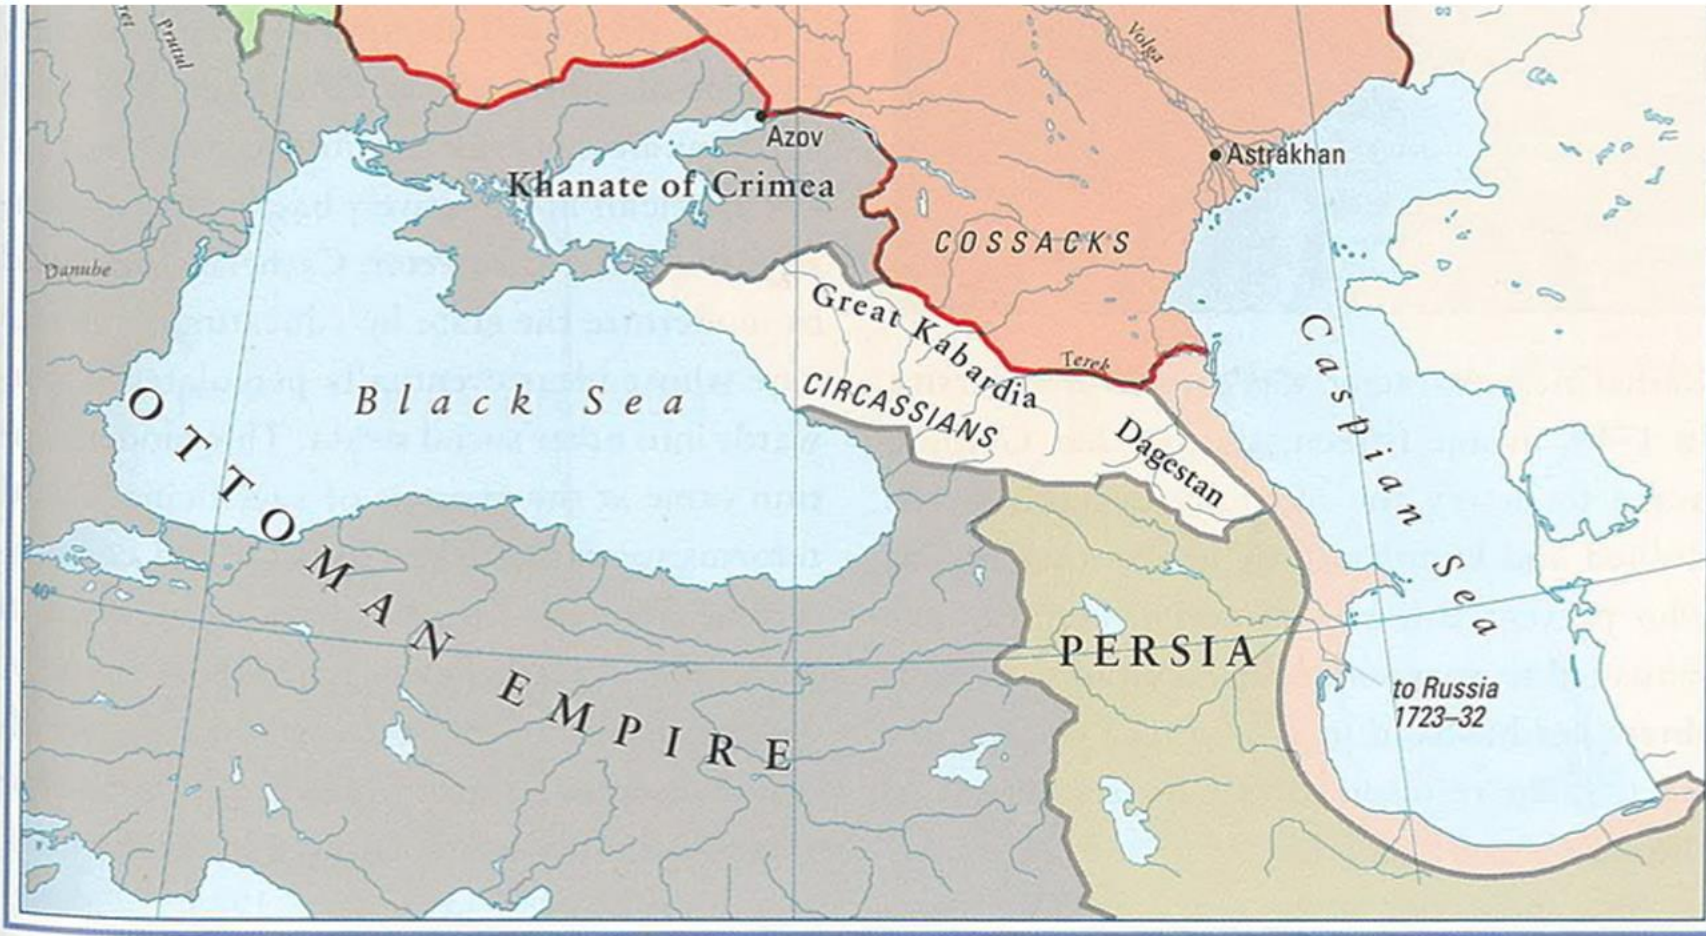 Prutul
Volga
Azov
Astrakhan
Khanate of Crimea
COSSACKS
Danube
Great Kabardia
Terek
CIRCASSIANS
Dagestan
Black Sea
Caspian Sea
OTTOMAN EMPIRE
40°
PERSIA
to Russia
1723–32